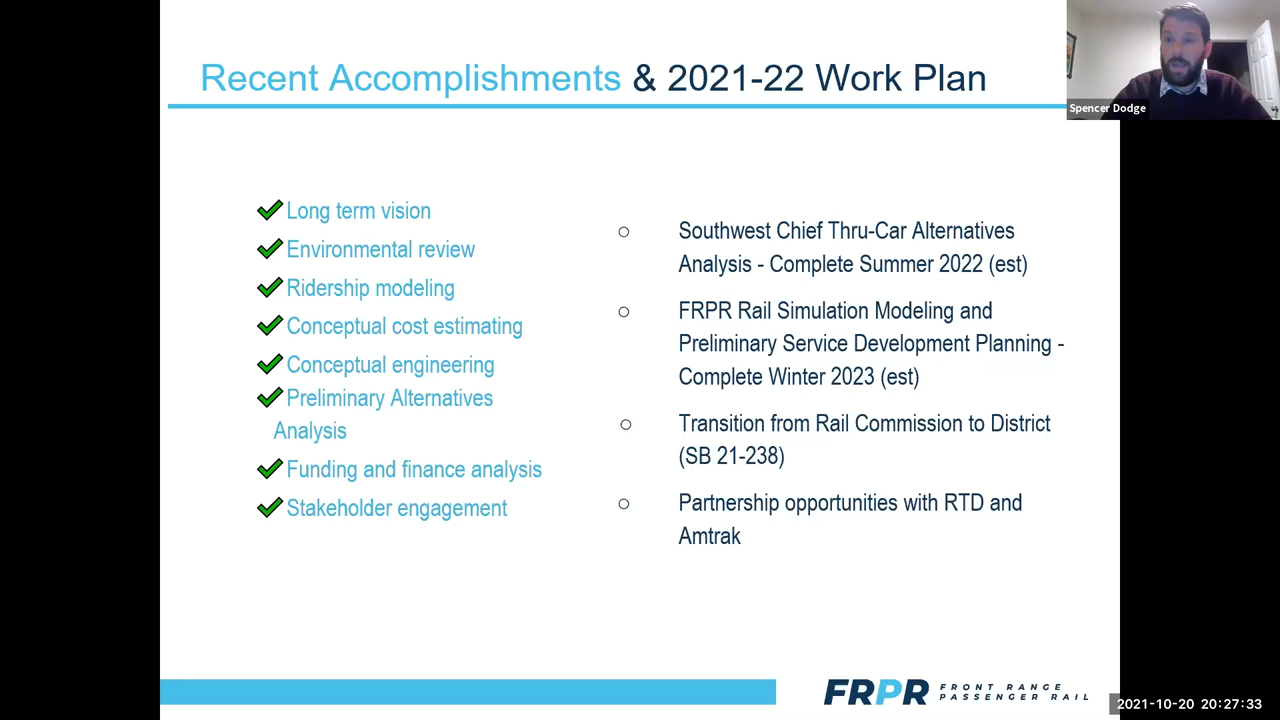 Recent Accomplishments & 2021-22 Work Plan
Spencer Dodge
Long term vision
Environmental review
Ridership modeling
Conceptual cost estimating
Conceptual engineering
Preliminary Alternatives
Analysis
Funding and finance analysis
Stakeholder engagement
Southwest Chief Thru-Car Alternatives
Analysis - Complete Summer 2022 (est)
FRPR Rail Simulation Modeling and
Preliminary Service Development Planning -
Complete Winter 2023 (est)
Transition from Rail Commission to District
(SB 21-238)
Partnership opportunities with RTD and
Amtrak
FRPR
FRONT RANGE
PASSENGER RAIL
2021-10-20 20:27:33